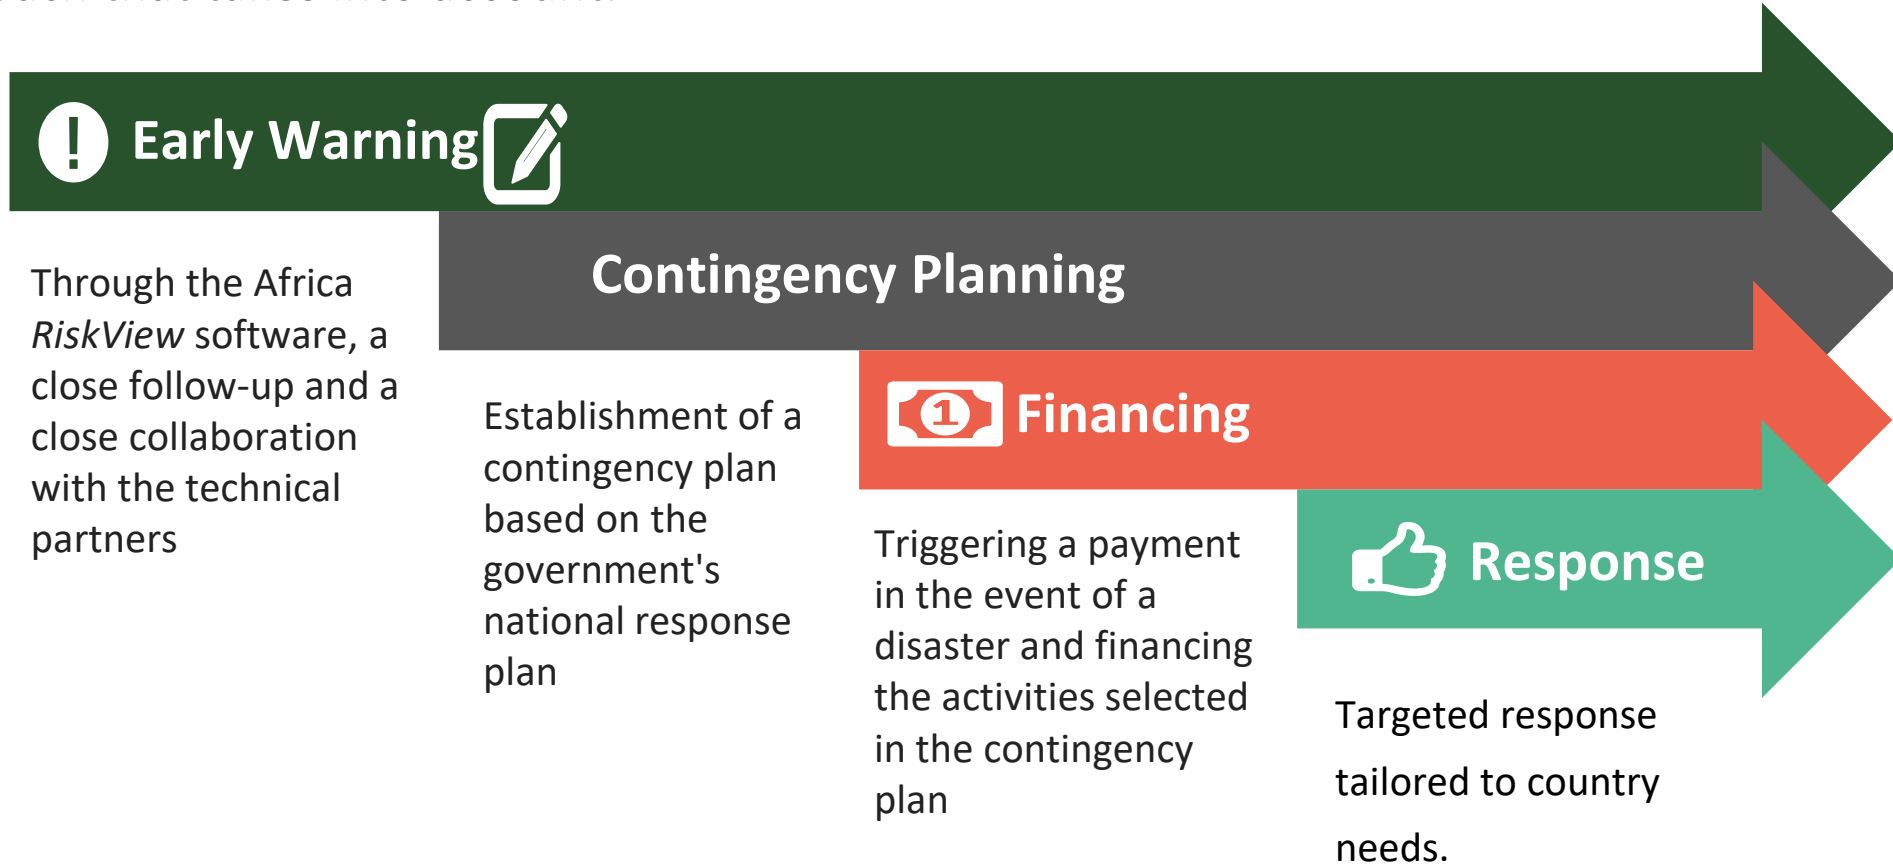 Early Warning
Through the Africa
RiskView software, a
close follow-up and a
close collaboration
with the technical
partners
Contingency Planning
Establishment of a
contingency plan
based on the
government's
national response
plan
1 Financing
Triggering a payment
in the event of a
disaster and financing
the activities selected
in the contingency
plan
Response
Targeted response
tailored to country
needs.